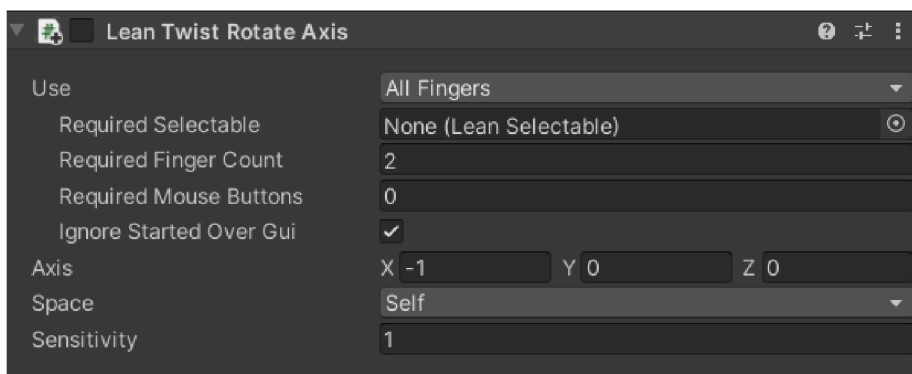 Lean Twist Rotate Axis
Use All Fingers
Required Selectable None (Lean Selectable)
Required Finger Count 2
Required Mouse Buttons 0
Ignore Started Over Gui
Axis X -1 Y 0 Z 0
Space Self
Sensitivity 1